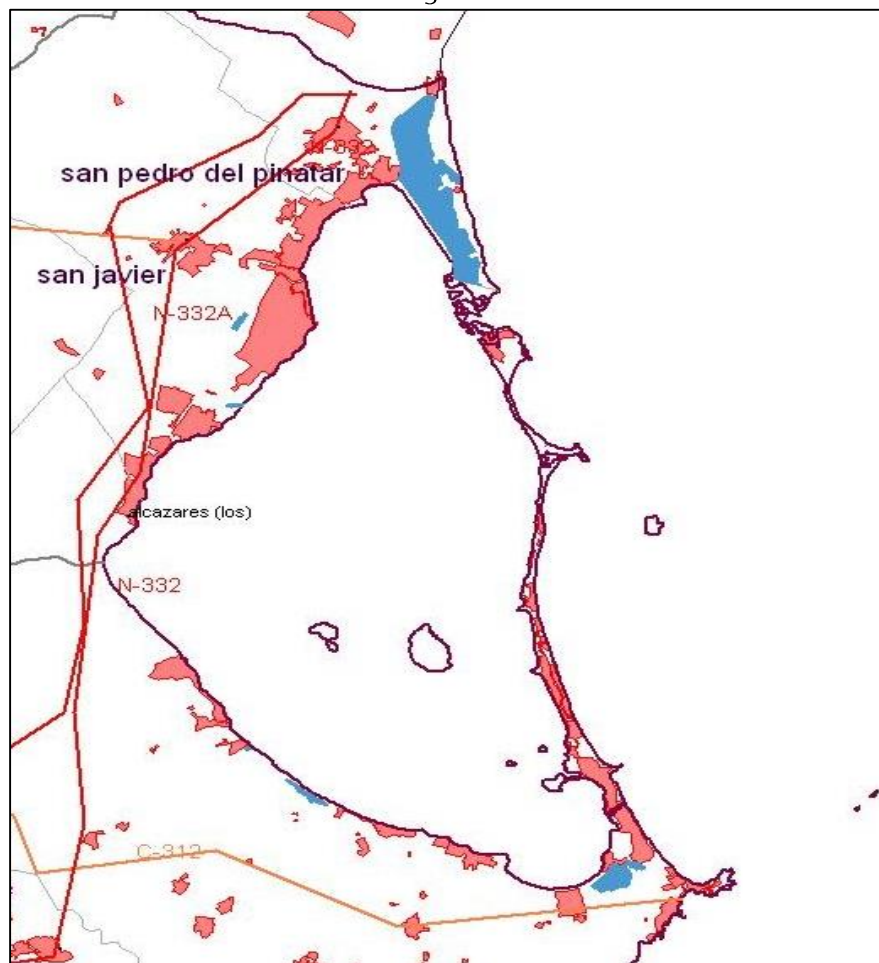 san pedro del pinatar
san javier
N-332A
alcazares (los)
N-332
C-312